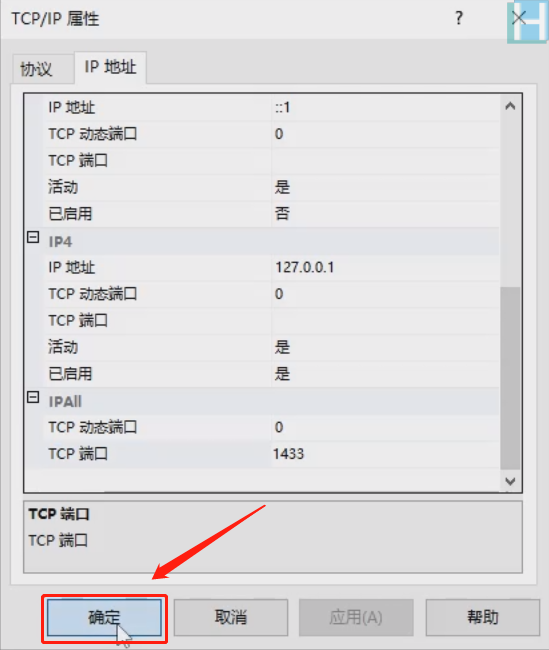 TCP/IP 属性
?
协议
IP 地址
IP 地址 ::1
TCP 动态端口 0
TCP 端口
活动 是
已启用 否
IP4
IP 地址 127.0.0.1
TCP 动态端口 0
TCP 端口
活动 是
已启用 是
IPAll
TCP 动态端口 0
TCP 端口 1433
TCP 端口
TCP 端口
确定
取消
应用(A)
帮助